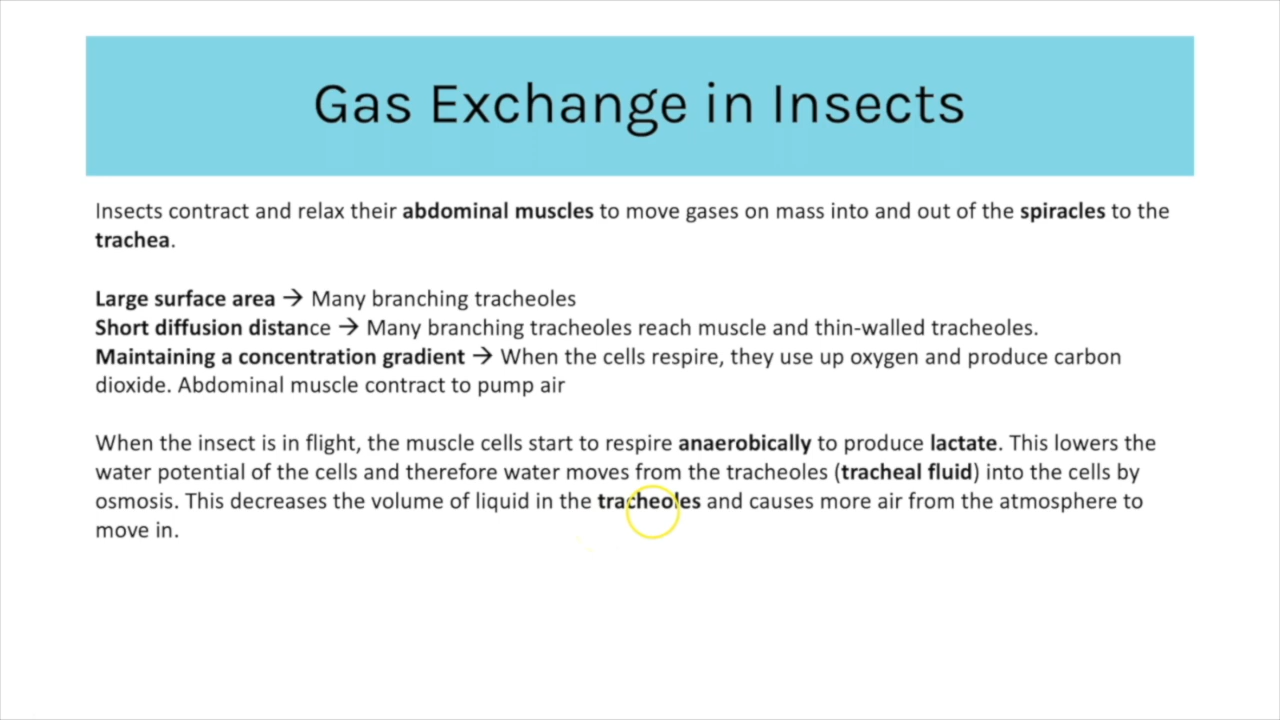 Gas Exchange in Insects
Insects contract and relax their abdominal muscles to move gases on mass into and out of the spiracles to the
trachea.
Large surface area → Many branching tracheoles
Short diffusion distance → Many branching tracheoles reach muscle and thin-walled tracheoles.
Maintaining a concentration gradient → When the cells respire, they use up oxygen and produce carbon
dioxide. Abdominal muscle contract to pump air
When the insect is in flight, the muscle cells start to respire anaerobically to produce lactate. This lowers the
water potential of the cells and therefore water moves from the tracheoles (tracheal fluid) into the cells by
osmosis. This decreases the volume of liquid in the tracheoles and causes more air from the atmosphere to
move in.